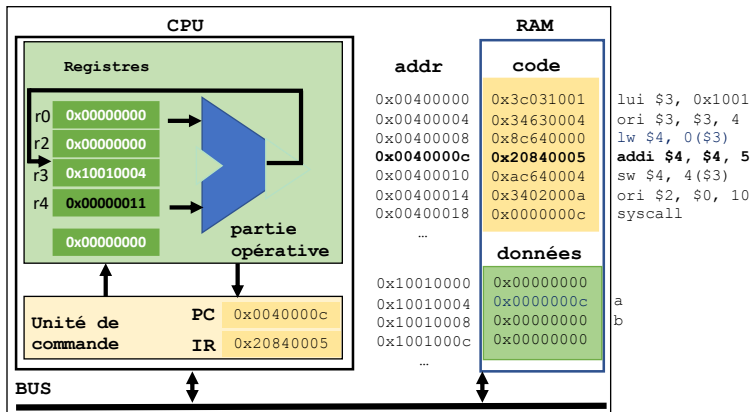 CPU
RAM
Registres
addr
code
r0 0x00000000
r2 0x00000000
r3 0x10010004
r4 0x00000011
0x00000000
partie
opérative
0x00400000 0x3c031001 lui $3, 0x1001
0x00400004 0x34630004 ori $3, $3, 4
0x00400008 0x8c640000 lw $4, 0($3)
0x0040000c 0x20840005 addi $4, $4, 5
0x00400010 0xac640004 sw $4, 4($3)
0x00400014 0x3402000a ori $2, $0, 10
0x00400018 0x0000000c syscall
…
données
0x10010000 0x00000000
0x10010004 0x0000000c a
0x10010008 0x00000000 b
0x1001000c 0x00000000
…
Unité de
commande
PC 0x0040000c
IR 0x20840005
BUS